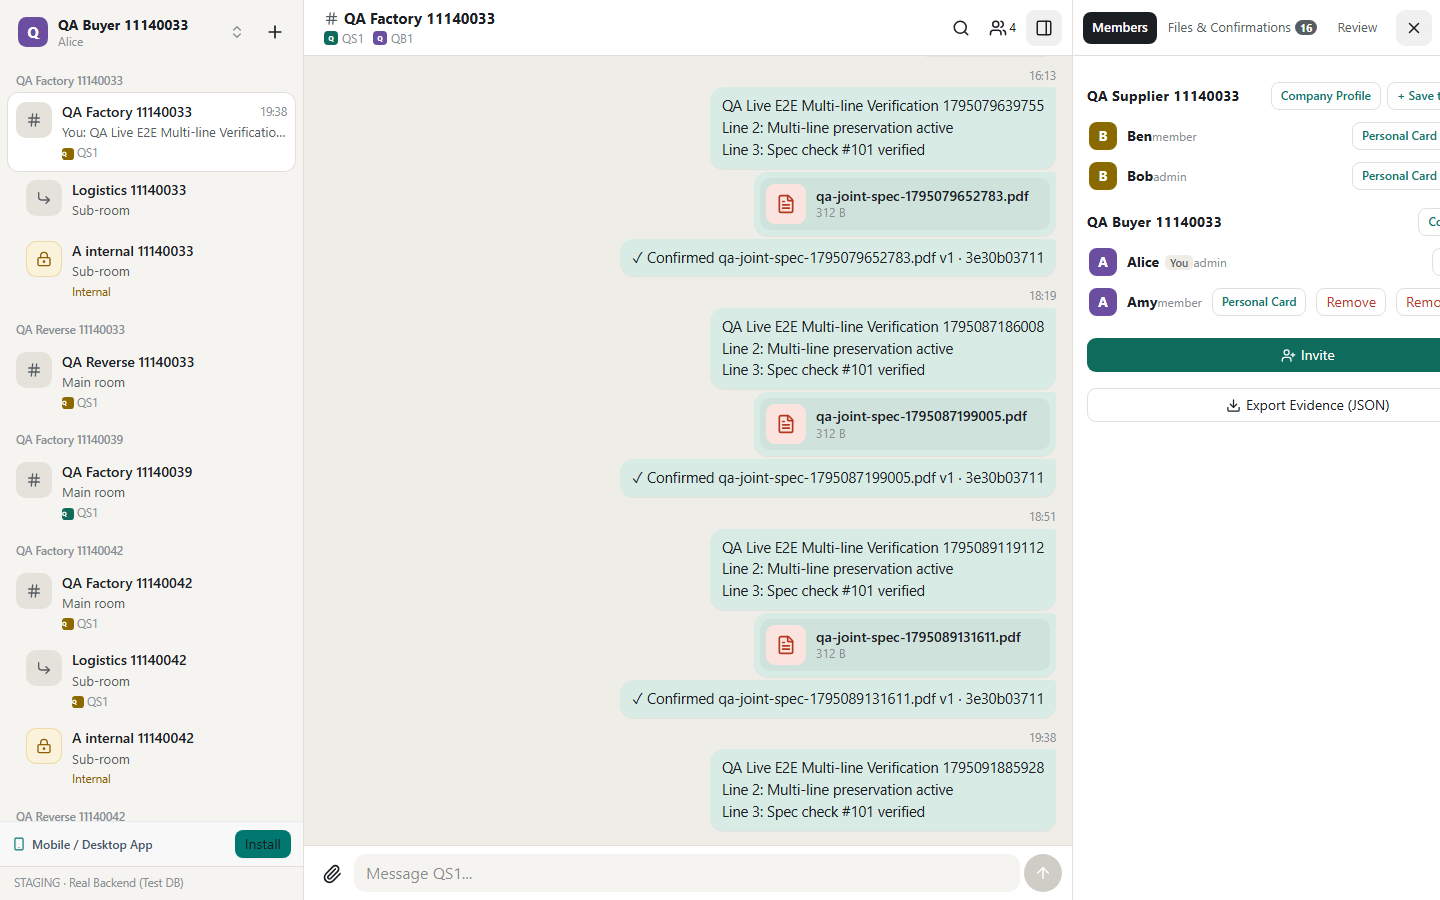 Q
QA Buyer 11140033
Alice
QA Factory 11140033
QA Factory 11140033 19:38
You: QA Live E2E Multi-line Verificatio...
QS1
Logistics 11140033
Sub-room
A internal 11140033
Sub-room
Internal
QA Reverse 11140033
QA Reverse 11140033
Main room
QS1
QA Factory 11140039
QA Factory 11140039
Main room
QS1
QA Factory 11140042
QA Factory 11140042
Main room
QS1
Logistics 11140042
Sub-room
QS1
A internal 11140042
Sub-room
Internal
QA Reverse 11140042
Mobile / Desktop App
Install
STAGING · Real Backend (Test DB)
# QA Factory 11140033
Q QS1 Q QB1
4
16:13
QA Live E2E Multi-line Verification 1795079639755
Line 2: Multi-line preservation active
Line 3: Spec check #101 verified
qa-joint-spec-1795079652783.pdf
312 B
✓ Confirmed qa-joint-spec-1795079652783.pdf v1 · 3e30b03711
18:19
QA Live E2E Multi-line Verification 1795087186008
Line 2: Multi-line preservation active
Line 3: Spec check #101 verified
qa-joint-spec-1795087199005.pdf
312 B
✓ Confirmed qa-joint-spec-1795087199005.pdf v1 · 3e30b03711
18:51
QA Live E2E Multi-line Verification 1795089119112
Line 2: Multi-line preservation active
Line 3: Spec check #101 verified
qa-joint-spec-1795089131611.pdf
312 B
✓ Confirmed qa-joint-spec-1795089131611.pdf v1 · 3e30b03711
19:38
QA Live E2E Multi-line Verification 1795091885928
Line 2: Multi-line preservation active
Line 3: Spec check #101 verified
Message QS1...
Members Files & Confirmations 16 Review
QA Supplier 11140033 Company Profile + Save t
B Ben member Personal Card
B Bob admin Personal Card
QA Buyer 11140033 Co
A Alice You admin
A Amy member Personal Card Remove Remo
Invite
Export Evidence (JSON)